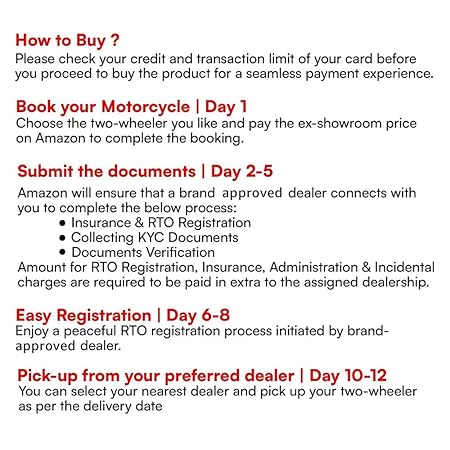 How to Buy ?
Please check your credit and transaction limit of your card before
you proceed to buy the product for a seamless payment experience.
Book your Motorcycle | Day 1
Choose the two-wheeler you like and pay the ex-showroom price
on Amazon to complete the booking.
Submit the documents | Day 2-5
Amazon will ensure that a brand approved dealer connects with
you to complete the below process:
● Insurance & RTO Registration
● Collecting KYC Documents
● Documents Verification
Amount for RTO Registration, Insurance, Administration & Incidental
charges are required to be paid in extra to the assigned dealership.
Easy Registration | Day 6-8
Enjoy a peaceful RTO registration process initiated by brand-
approved dealer.
Pick-up from your preferred dealer | Day 10-12
You can select your nearest dealer and pick up your two-wheeler
as per the delivery date